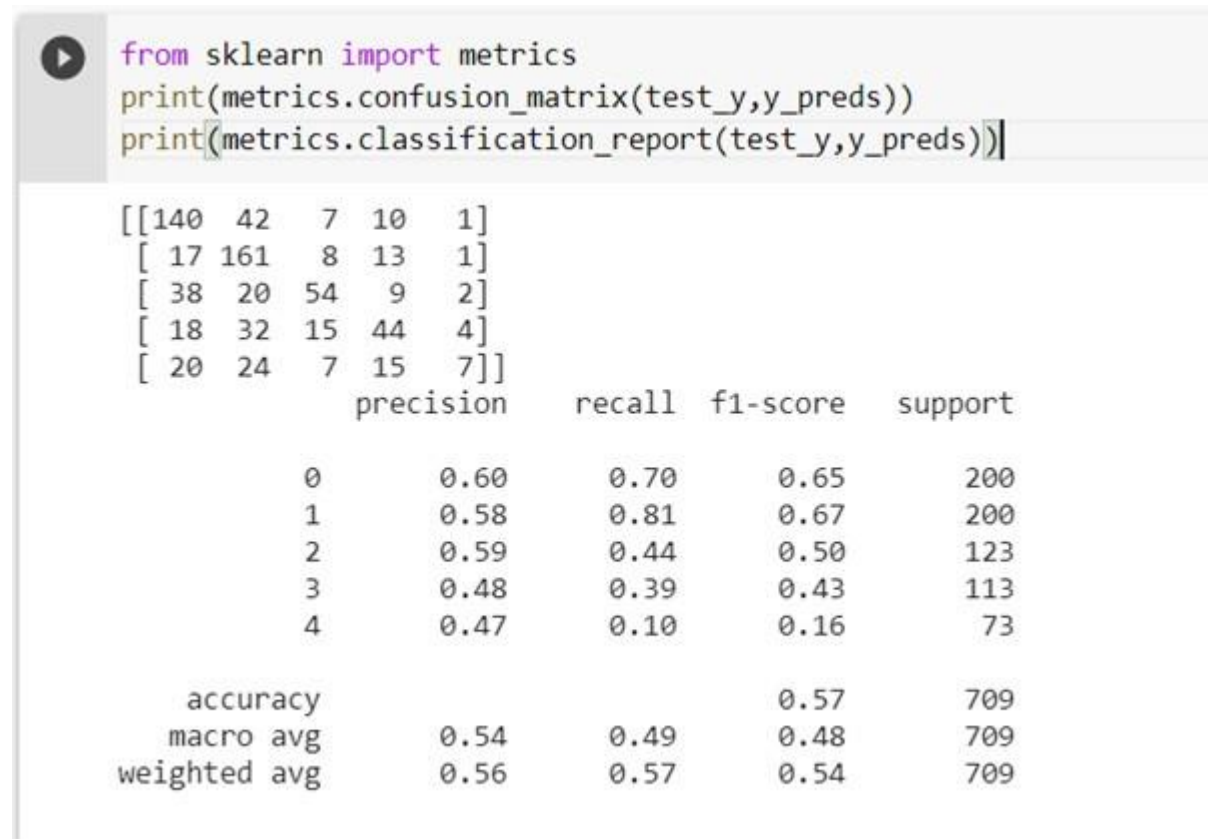 from sklearn import metrics
print(metrics.confusion_matrix(test_y,y_preds))
print(metrics.classification_report(test_y,y_preds))
[[140  42   7  10   1]
 [ 17 161   8  13   1]
 [ 38  20  54   9   2]
 [ 18  32  15  44   4]
 [ 20  24   7  15   7]]
              precision    recall  f1-score   support
           0       0.60      0.70      0.65       200
           1       0.58      0.81      0.67       200
           2       0.59      0.44      0.50       123
           3       0.48      0.39      0.43       113
           4       0.47      0.10      0.16        73
    accuracy                           0.57       709
   macro avg       0.54      0.49      0.48       709
weighted avg       0.56      0.57      0.54       709